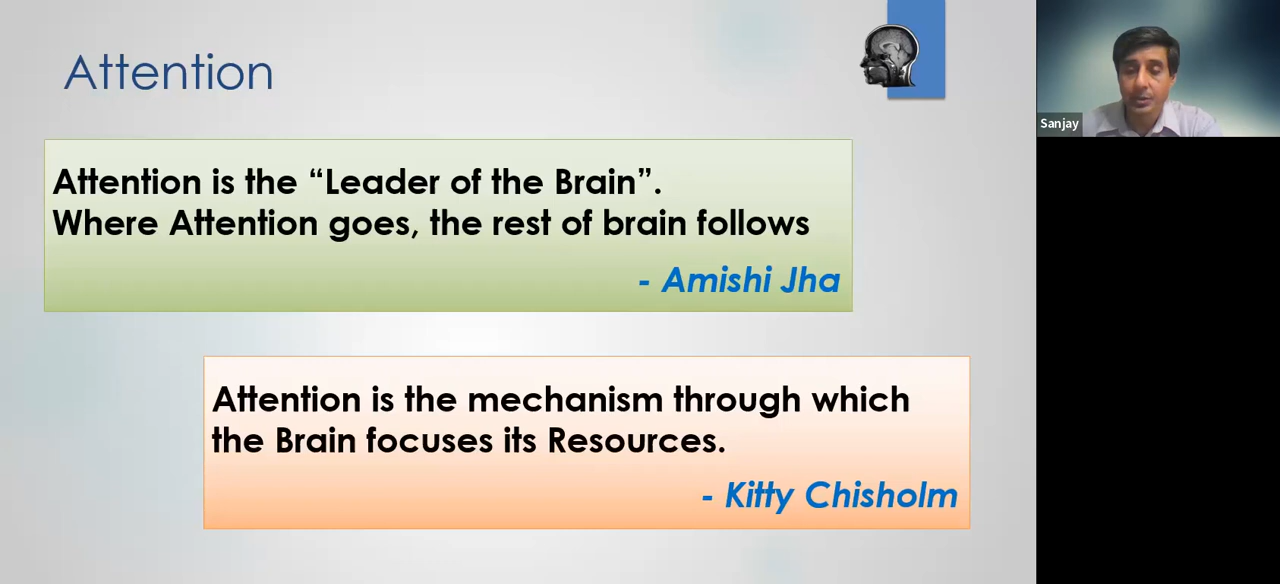 Attention
Attention is the “Leader of the Brain”.
Where Attention goes, the rest of brain follows
- Amishi Jha
Attention is the mechanism through which
the Brain focuses its Resources.
- Kitty Chisholm
Sanjay